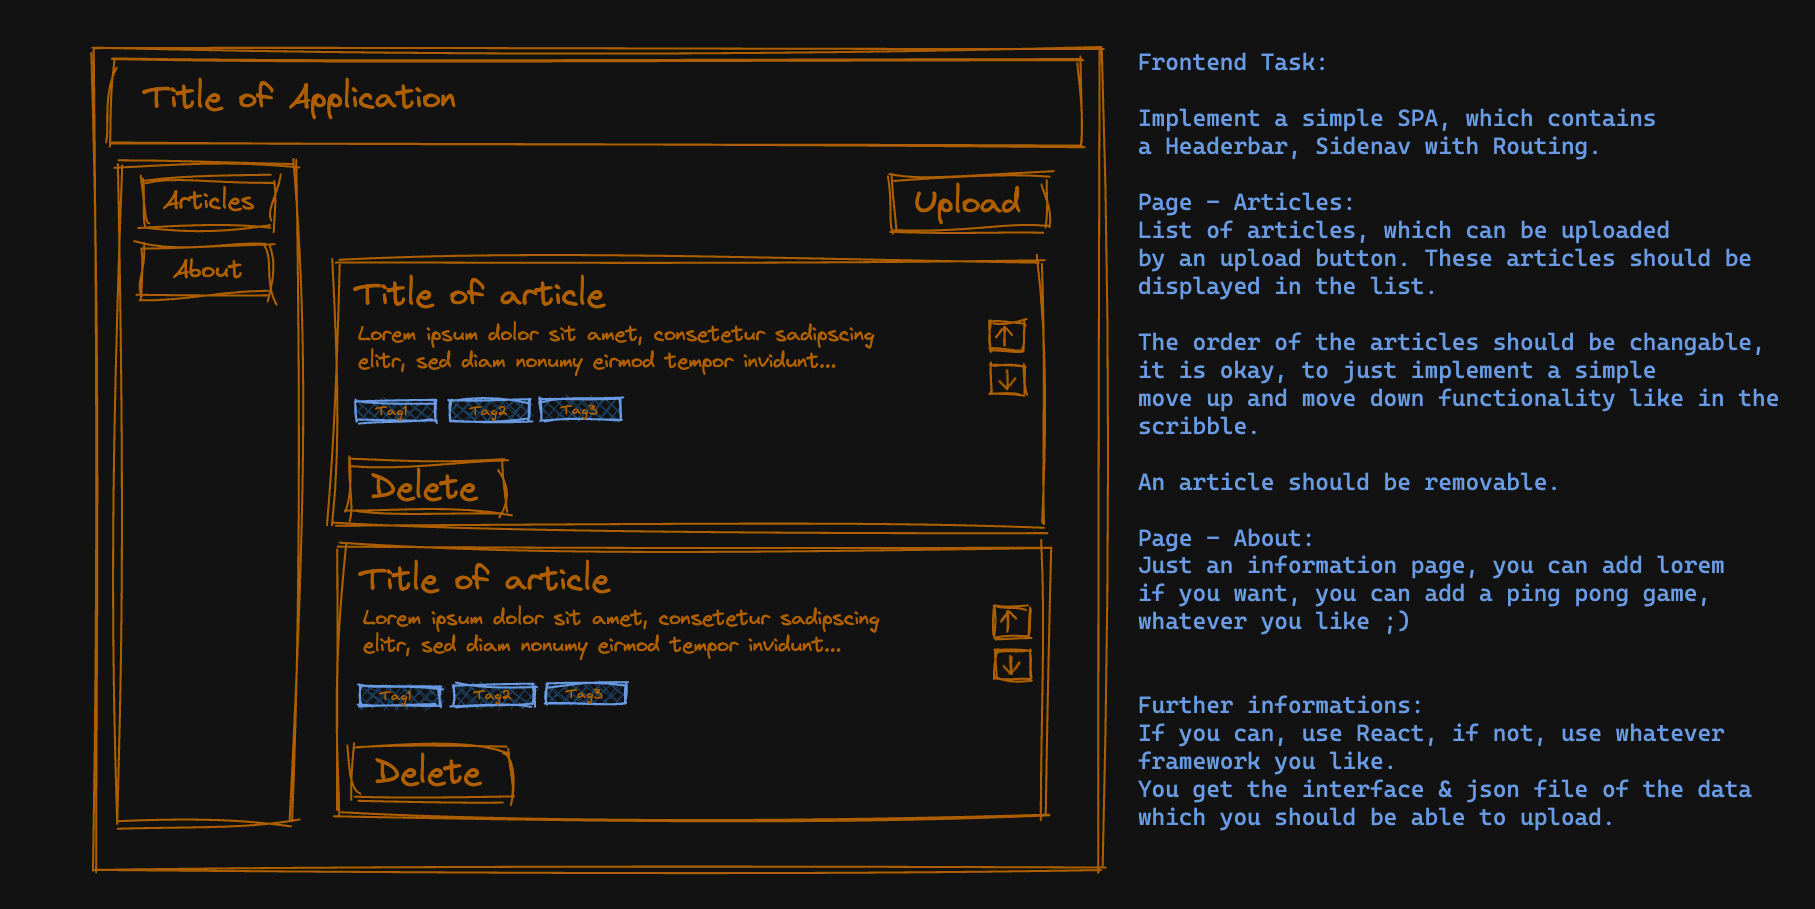 Title of Application
Articles
About
Upload
Title of article
Lorem ipsum dolor sit amet, consetetur sadipscing
elitr, sed diam nonumy eirmod tempor invidunt...
↑
↓
Tag1 Tag2 Tag3
Delete
Title of article
Lorem ipsum dolor sit amet, consetetur sadipscing
elitr, sed diam nonumy eirmod tempor invidunt...
↑
↓
Tag1 Tag2 Tag3
Delete
Frontend Task:
Implement a simple SPA, which contains
a Headerbar, Sidenav with Routing.
Page - Articles:
List of articles, which can be uploaded
by an upload button. These articles should be
displayed in the list.
The order of the articles should be changable,
it is okay, to just implement a simple
move up and move down functionality like in the
scribble.
An article should be removable.
Page - About:
Just an information page, you can add lorem
if you want, you can add a ping pong game,
whatever you like ;)
Further informations:
If you can, use React, if not, use whatever
framework you like.
You get the interface & json file of the data
which you should be able to upload.